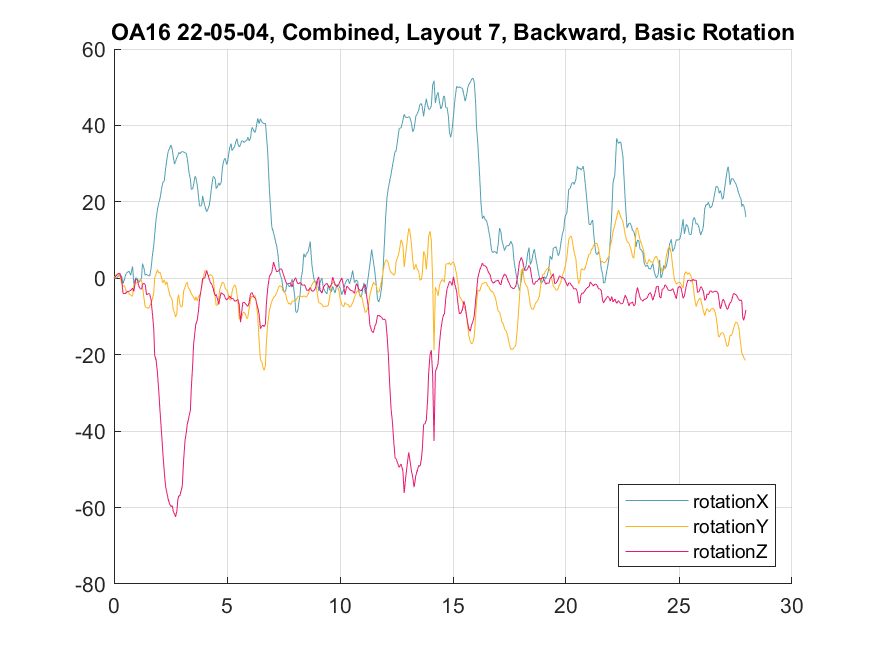 OA16 22-05-04, Combined, Layout 7, Backward, Basic Rotation
60
40
20
0
-20
-40
-60
-80
0 5 10 15 20 25 30
rotationX
rotationY
rotationZ